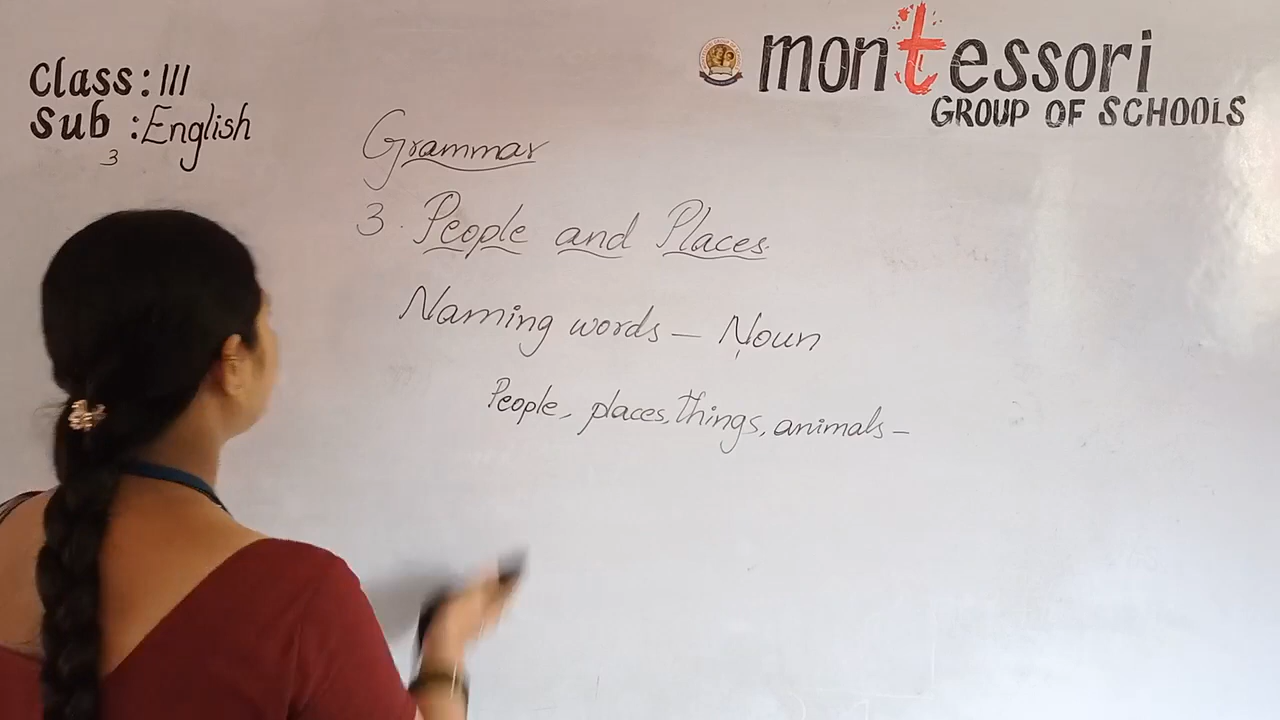 Class: III
Sub : English
3
montessori
GROUP OF SCHOOLS
Grammar
3. People and Places.
Naming words – Noun
People, places, things, animals –